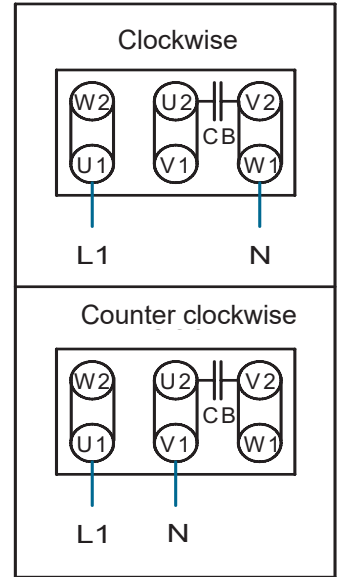 Clockwise
W2 U2 V2
CB
U1 V1 W1
L1 N
Counter clockwise
W2 U2 V2
CB
U1 V1 W1
L1 N